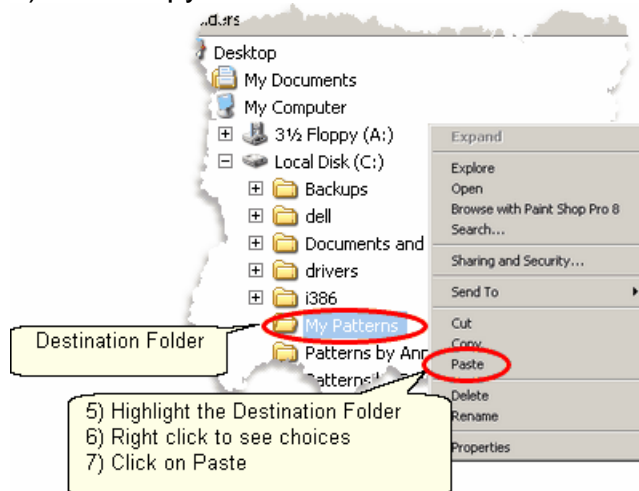 Desktop
My Documents
My Computer
3½ Floppy (A:)
Local Disk (C:)
Backups
dell
Documents and
drivers
i386
My Patterns
Patterns by Ann
Expand
Explore
Open
Browse with Paint Shop Pro 8
Search...
Sharing and Security...
Send To
Cut
Copy
Paste
Delete
Rename
Properties
Destination Folder
5) Highlight the Destination Folder
6) Right click to see choices
7) Click on Paste